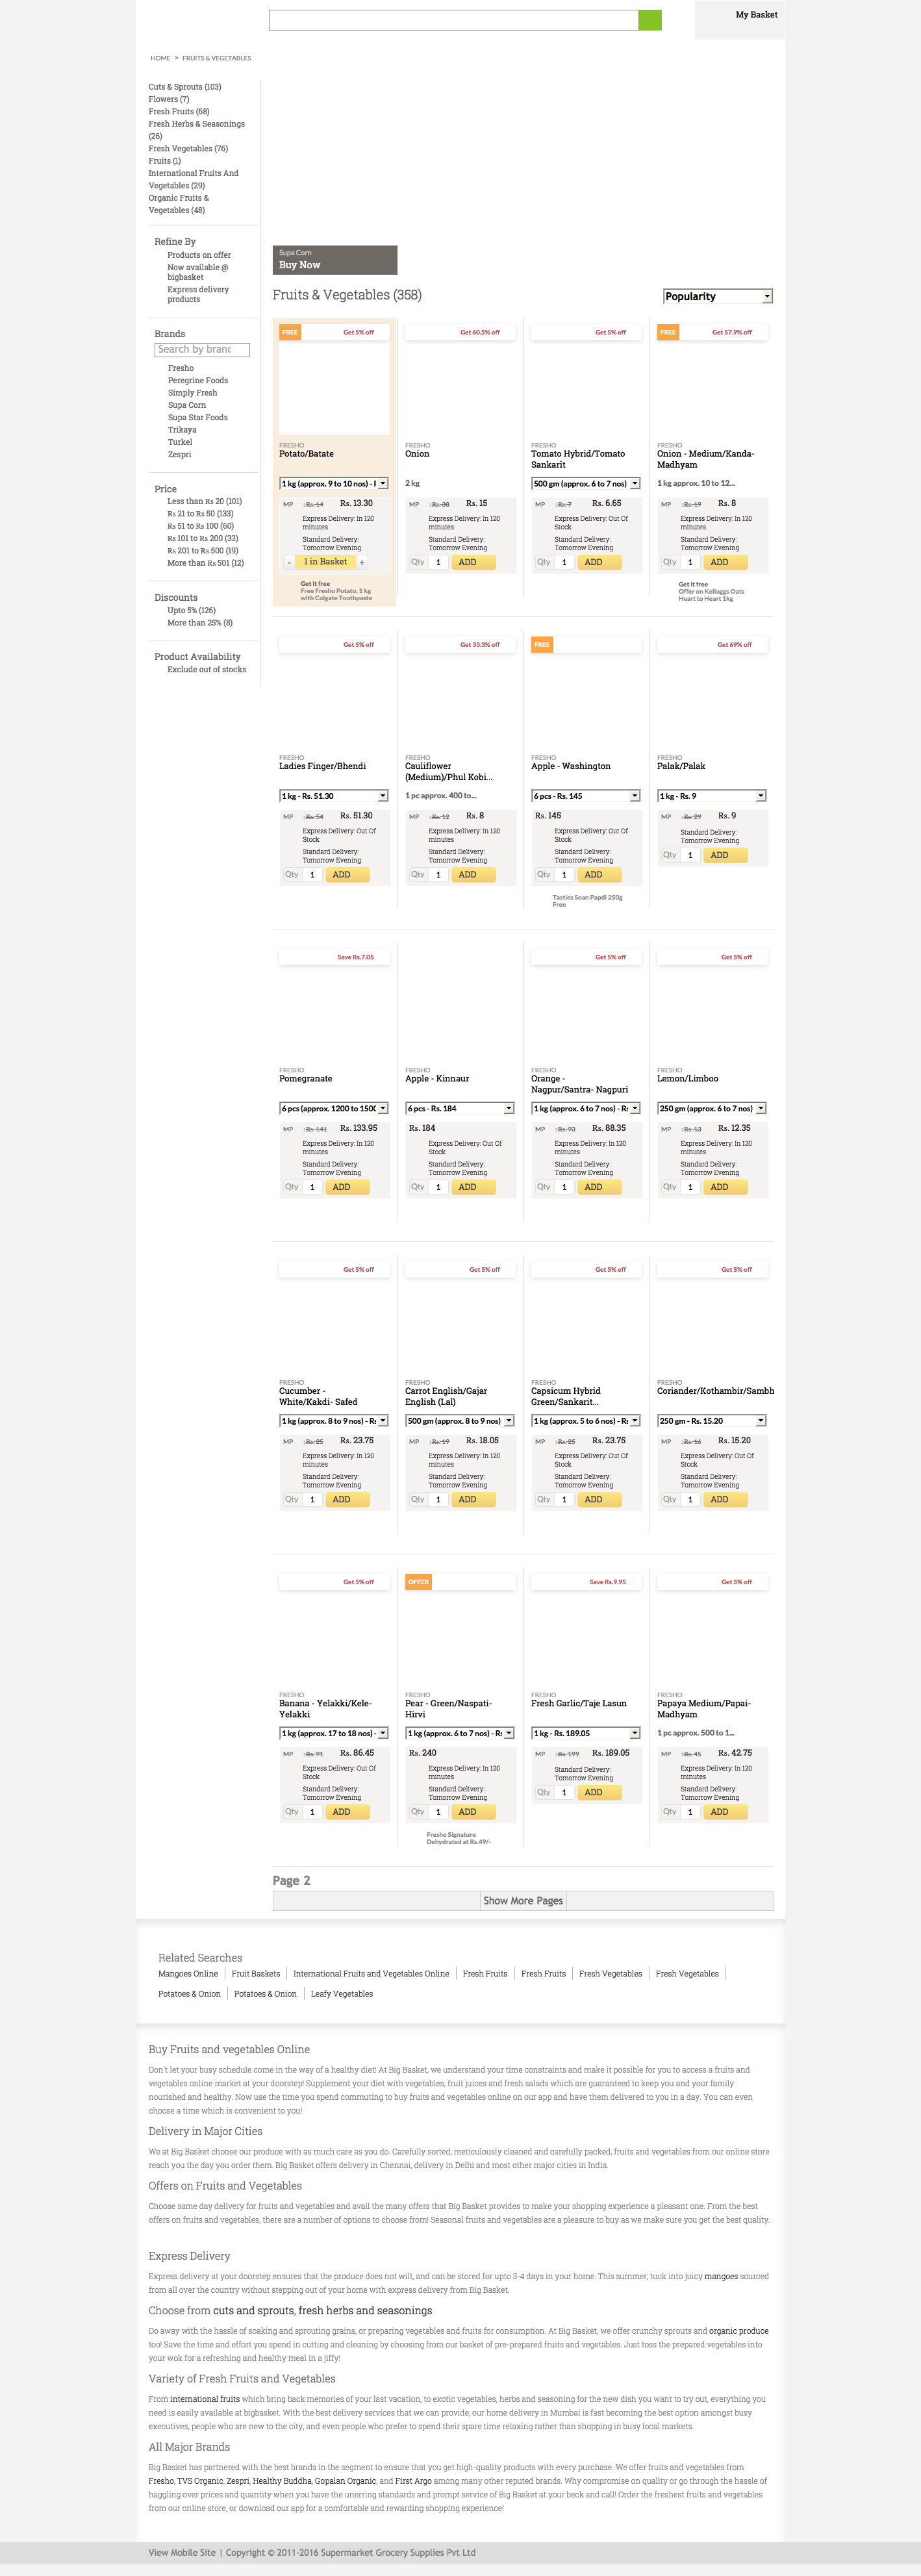 My Basket
HOME > FRUITS & VEGETABLES
Cuts & Sprouts (103)
Flowers (7)
Fresh Fruits (68)
Fresh Herbs & Seasonings
(26)
Fresh Vegetables (76)
Fruits (1)
International Fruits And
Vegetables (29)
Organic Fruits &
Vegetables (48)
Refine By
Products on offer
Now available @
bigbasket
Express delivery
products
Brands
Search by branc
Fresho
Peregrine Foods
Simply Fresh
Supa Corn
Supa Star Foods
Trikaya
Turkel
Zespri
Price
Less than Rs 20 (101)
Rs 21 to Rs 50 (133)
Rs 51 to Rs 100 (60)
Rs 101 to Rs 200 (33)
Rs 201 to Rs 500 (19)
More than Rs 501 (12)
Discounts
Upto 5% (126)
More than 25% (8)
Product Availability
Exclude out of stocks
Supa Corn
Buy Now
Fruits & Vegetables (358)
Popularity
FREE Get 5% off
FRESHO
Potato/Batate
1 kg (approx. 9 to 10 nos) - F
MP : Rs. 14 Rs. 13.30
Express Delivery: In 120
minutes
Standard Delivery:
Tomorrow Evening
- 1 in Basket +
Get it free
Free Fresho Potato, 1 kg
with Colgate Toothpaste
Get 60.5% off
FRESHO
Onion
2 kg
MP : Rs. 38 Rs. 15
Express Delivery: In 120
minutes
Standard Delivery:
Tomorrow Evening
Qty 1 ADD
Get 5% off
FRESHO
Tomato Hybrid/Tomato
Sankarit
500 gm (approx. 6 to 7 nos)
MP : Rs. 7 Rs. 6.65
Express Delivery: Out Of
Stock
Standard Delivery:
Tomorrow Evening
Qty 1 ADD
FREE Get 57.9% off
FRESHO
Onion - Medium/Kanda-
Madhyam
1 kg approx. 10 to 12...
MP : Rs. 19 Rs. 8
Express Delivery: In 120
minutes
Standard Delivery:
Tomorrow Evening
Qty 1 ADD
Get it free
Offer on Kelloggs Oats
Heart to Heart 1kg
Get 5% off
FRESHO
Ladies Finger/Bhendi
1 kg - Rs. 51.30
MP : Rs. 54 Rs. 51.30
Express Delivery: Out Of
Stock
Standard Delivery:
Tomorrow Evening
Qty 1 ADD
Get 33.3% off
FRESHO
Cauliflower
(Medium)/Phul Kobi...
1 pc approx. 400 to...
MP : Rs. 12 Rs. 8
Express Delivery: In 120
minutes
Standard Delivery:
Tomorrow Evening
Qty 1 ADD
FREE
FRESHO
Apple - Washington
6 pcs - Rs. 145
Rs. 145
Express Delivery: Out Of
Stock
Standard Delivery:
Tomorrow Evening
Qty 1 ADD
Tasties Soan Papdi 250g
Free
Get 69% off
FRESHO
Palak/Palak
1 kg - Rs. 9
MP : Rs. 29 Rs. 9
Standard Delivery:
Tomorrow Evening
Qty 1 ADD
Save Rs.7.05
FRESHO
Pomegranate
6 pcs (approx. 1200 to 1500
MP : Rs. 141 Rs. 133.95
Express Delivery: In 120
minutes
Standard Delivery:
Tomorrow Evening
Qty 1 ADD
FRESHO
Apple - Kinnaur
6 pcs - Rs. 184
Rs. 184
Express Delivery: Out Of
Stock
Standard Delivery:
Tomorrow Evening
Qty 1 ADD
Get 5% off
FRESHO
Orange -
Nagpur/Santra- Nagpuri
1 kg (approx. 6 to 7 nos) - Rs
MP : Rs. 93 Rs. 88.35
Express Delivery: In 120
minutes
Standard Delivery:
Tomorrow Evening
Qty 1 ADD
Get 5% off
FRESHO
Lemon/Limboo
250 gm (approx. 6 to 7 nos)
MP : Rs. 13 Rs. 12.35
Express Delivery: In 120
minutes
Standard Delivery:
Tomorrow Evening
Qty 1 ADD
Get 5% off
FRESHO
Cucumber -
White/Kakdi- Safed
1 kg (approx. 8 to 9 nos) - Rs
MP : Rs. 25 Rs. 23.75
Express Delivery: In 120
minutes
Standard Delivery:
Tomorrow Evening
Qty 1 ADD
Get 5% off
FRESHO
Carrot English/Gajar
English (Lal)
500 gm (approx. 8 to 9 nos)
MP : Rs. 19 Rs. 18.05
Express Delivery: In 120
minutes
Standard Delivery:
Tomorrow Evening
Qty 1 ADD
Get 5% off
FRESHO
Capsicum Hybrid
Green/Sankarit...
1 kg (approx. 5 to 6 nos) - Rs
MP : Rs. 25 Rs. 23.75
Express Delivery: Out Of
Stock
Standard Delivery:
Tomorrow Evening
Qty 1 ADD
Get 5% off
FRESHO
Coriander/Kothambir/Sambh
250 gm - Rs. 15.20
MP : Rs. 16 Rs. 15.20
Express Delivery: Out Of
Stock
Standard Delivery:
Tomorrow Evening
Qty 1 ADD
Get 5% off
FRESHO
Banana - Yelakki/Kele-
Yelakki
1 kg (approx. 17 to 18 nos) -
MP : Rs. 91 Rs. 86.45
Express Delivery: Out Of
Stock
Standard Delivery:
Tomorrow Evening
Qty 1 ADD
OFFER
FRESHO
Pear - Green/Naspati-
Hirvi
1 kg (approx. 6 to 7 nos) - Rs
Rs. 240
Express Delivery: In 120
minutes
Standard Delivery:
Tomorrow Evening
Qty 1 ADD
Fresho Signature
Dehydrated at Rs.49/-
Save Rs.9.95
FRESHO
Fresh Garlic/Taje Lasun
1 kg - Rs. 189.05
MP : Rs. 199 Rs. 189.05
Standard Delivery:
Tomorrow Evening
Qty 1 ADD
Get 5% off
FRESHO
Papaya Medium/Papai-
Madhyam
1 pc approx. 500 to 1...
MP : Rs. 45 Rs. 42.75
Express Delivery: In 120
minutes
Standard Delivery:
Tomorrow Evening
Qty 1 ADD
Page 2
Show More Pages
Related Searches
Mangoes Online | Fruit Baskets | International Fruits and Vegetables Online | Fresh Fruits | Fresh Fruits | Fresh Vegetables | Fresh Vegetables |
Potatoes & Onion | Potatoes & Onion | Leafy Vegetables
Buy Fruits and vegetables Online
Don't let your busy schedule come in the way of a healthy diet! At Big Basket, we understand your time constraints and make it possible for you to access a fruits and
vegetables online market at your doorstep! Supplement your diet with vegetables, fruit juices and fresh salads which are guaranteed to keep you and your family
nourished and healthy. Now use the time you spend commuting to buy fruits and vegetables online on our app and have them delivered to you in a day. You can even
choose a time which is convenient to you!
Delivery in Major Cities
We at Big Basket choose our produce with as much care as you do. Carefully sorted, meticulously cleaned and carefully packed, fruits and vegetables from our online store
reach you the day you order them. Big Basket offers delivery in Chennai, delivery in Delhi and most other major cities in India.
Offers on Fruits and Vegetables
Choose same day delivery for fruits and vegetables and avail the many offers that Big Basket provides to make your shopping experience a pleasant one. From the best
offers on fruits and vegetables, there are a number of options to choose from! Seasonal fruits and vegetables are a pleasure to buy as we make sure you get the best quality.
Express Delivery
Express delivery at your doorstep ensures that the produce does not wilt, and can be stored for upto 3-4 days in your home. This summer, tuck into juicy mangoes sourced
from all over the country without stepping out of your home with express delivery from Big Basket.
Choose from cuts and sprouts, fresh herbs and seasonings
Do away with the hassle of soaking and sprouting grains, or preparing vegetables and fruits for consumption. At Big Basket, we offer crunchy sprouts and organic produce
too! Save the time and effort you spend in cutting and cleaning by choosing from our basket of pre-prepared fruits and vegetables. Just toss the prepared vegetables into
your wok for a refreshing and healthy meal in a jiffy!
Variety of Fresh Fruits and Vegetables
From international fruits which bring back memories of your last vacation, to exotic vegetables, herbs and seasoning for the new dish you want to try out, everything you
need is easily available at bigbasket. With the best delivery services that we can provide, our home delivery in Mumbai is fast becoming the best option amongst busy
executives, people who are new to the city, and even people who prefer to spend their spare time relaxing rather than shopping in busy local markets.
All Major Brands
Big Basket has partnered with the best brands in the segment to ensure that you get high-quality products with every purchase. We offer fruits and vegetables from
Fresho, TVS Organic, Zespri, Healthy Buddha, Gopalan Organic, and First Argo among many other reputed brands. Why compromise on quality or go through the hassle of
haggling over prices and quantity when you have the unerring standards and prompt service of Big Basket at your beck and call! Order the freshest fruits and vegetables
from our online store, or download our app for a comfortable and rewarding shopping experience!
View Mobile Site | Copyright © 2011-2016 Supermarket Grocery Supplies Pvt Ltd